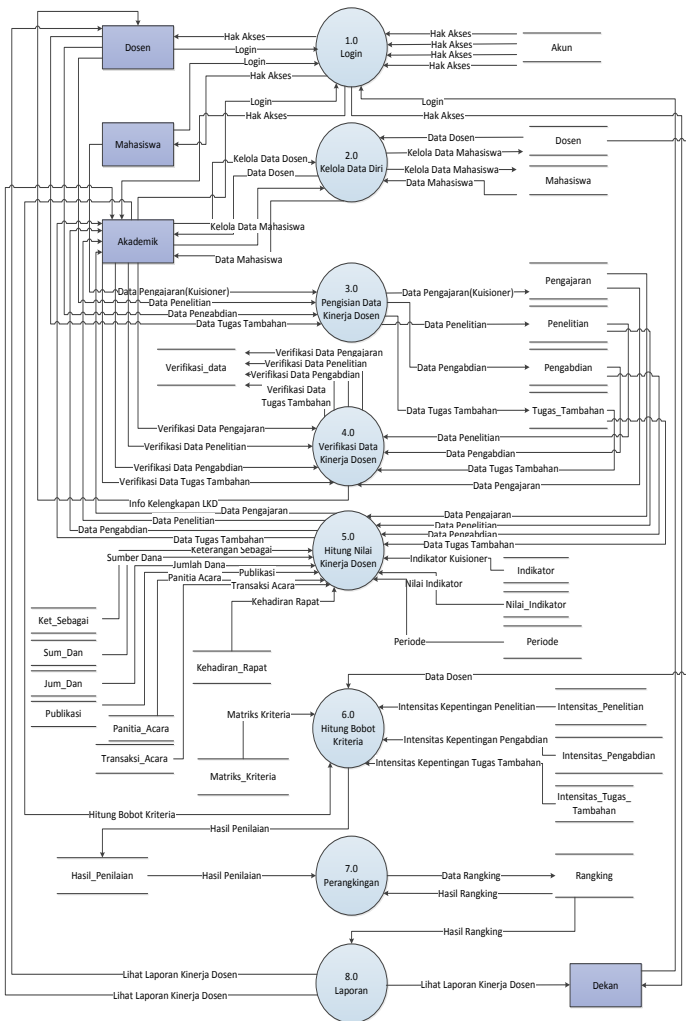 Dosen
Hak Akses
Login
Login
Hak Akses
1.0
Login
Hak Akses
Hak Akses
Hak Akses
Hak Akses
Akun
Login
Hak Akses
Login
Hak Akses
Mahasiswa
Data Dosen
Dosen
Kelola Data Mahasiswa
2.0
Kelola Data Diri
Kelola Data Dosen
Data Dosen
Kelola Data Mahasiswa
Data Mahasiswa
Mahasiswa
Akademik
Kelola Data Mahasiswa
Data Mahasiswa
Data Pengajaran(Kuisioner)
Data Penelitian
Data Pengabdian
Data Tugas Tambahan
3.0
Pengisian Data
Kinerja Dosen
Data Pengajaran(Kuisioner)
Pengajaran
Data Penelitian
Penelitian
Data Pengabdian
Pengabdian
Data Tugas Tambahan
Tugas_Tambahan
Verifikasi_data
Verifikasi Data Pengajaran
Verifikasi Data Penelitian
Verifikasi Data Pengabdian
Verifikasi Data
Tugas Tambahan
4.0
Verifikasi Data
Kinerja Dosen
Verifikasi Data Pengajaran
Verifikasi Data Penelitian
Verifikasi Data Pengabdian
Verifikasi Data Tugas Tambahan
Data Penelitian
Data Pengabdian
Data Tugas Tambahan
Data Pengajaran
Info Kelengkapan LKD
Data Pengajaran
Data Penelitian
Data Pengabdian
Data Tugas Tambahan
5.0
Hitung Nilai
Kinerja Dosen
Data Pengajaran
Data Penelitian
Data Pengabdian
Data Tugas Tambahan
Keterangan Sebagai
Sumber Dana
Jumlah Dana
Publikasi
Panitia Acara
Transaksi Acara
Kehadiran Rapat
Indikator Kuisioner
Indikator
Nilai Indikator
Nilai_Indikator
Periode
Periode
Ket_Sebagai
Sum_Dan
Jum_Dan
Publikasi
Panitia_Acara
Transaksi_Acara
Kehadiran_Rapat
Data Dosen
6.0
Hitung Bobot
Kriteria
Matriks Kriteria
Matriks_Kriteria
Intensitas Kepentingan Penelitian
Intensitas_Penelitian
Intensitas Kepentingan Pengabdian
Intensitas_Pengabdian
Intensitas Kepentingan Tugas Tambahan
Intensitas_Tugas_
Tambahan
Hitung Bobot Kriteria
Hasil Penilaian
Hasil_Penilaian
Hasil Penilaian
7.0
Perangkingan
Data Rangking
Hasil Rangking
Rangking
Hasil Rangking
8.0
Laporan
Lihat Laporan Kinerja Dosen
Lihat Laporan Kinerja Dosen
Lihat Laporan Kinerja Dosen
Dekan